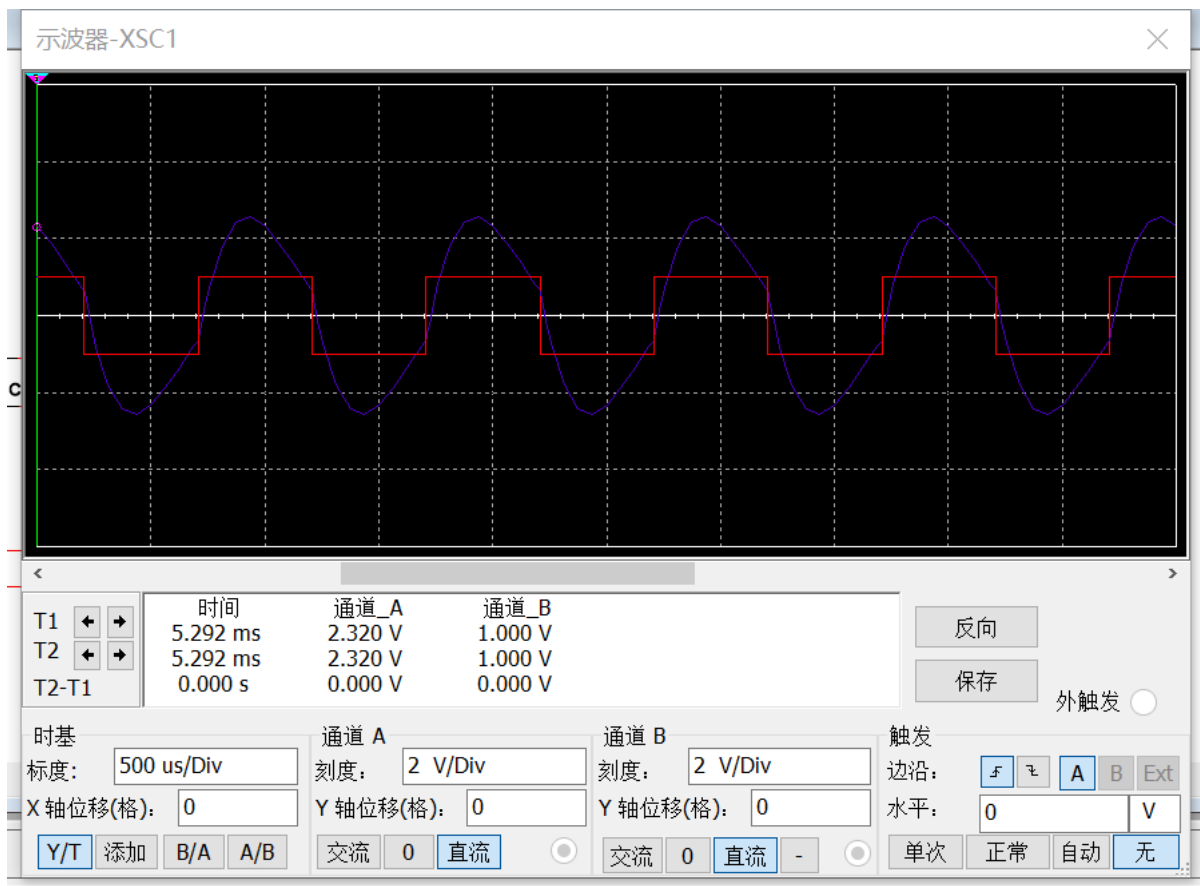 示波器-XSC1
C
时间 通道_A 通道_B
T1 5.292 ms 2.320 V 1.000 V
T2 5.292 ms 2.320 V 1.000 V
T2-T1 0.000 s 0.000 V 0.000 V
反向
保存
外触发
时基 通道 A 通道 B 触发
标度: 500 us/Div 刻度: 2 V/Div 刻度: 2 V/Div 边沿: A B Ext
X 轴位移(格): 0 Y 轴位移(格): 0 Y 轴位移(格): 0 水平: 0 V
Y/T 添加 B/A A/B 交流 0 直流 交流 0 直流 - 单次 正常 自动 无